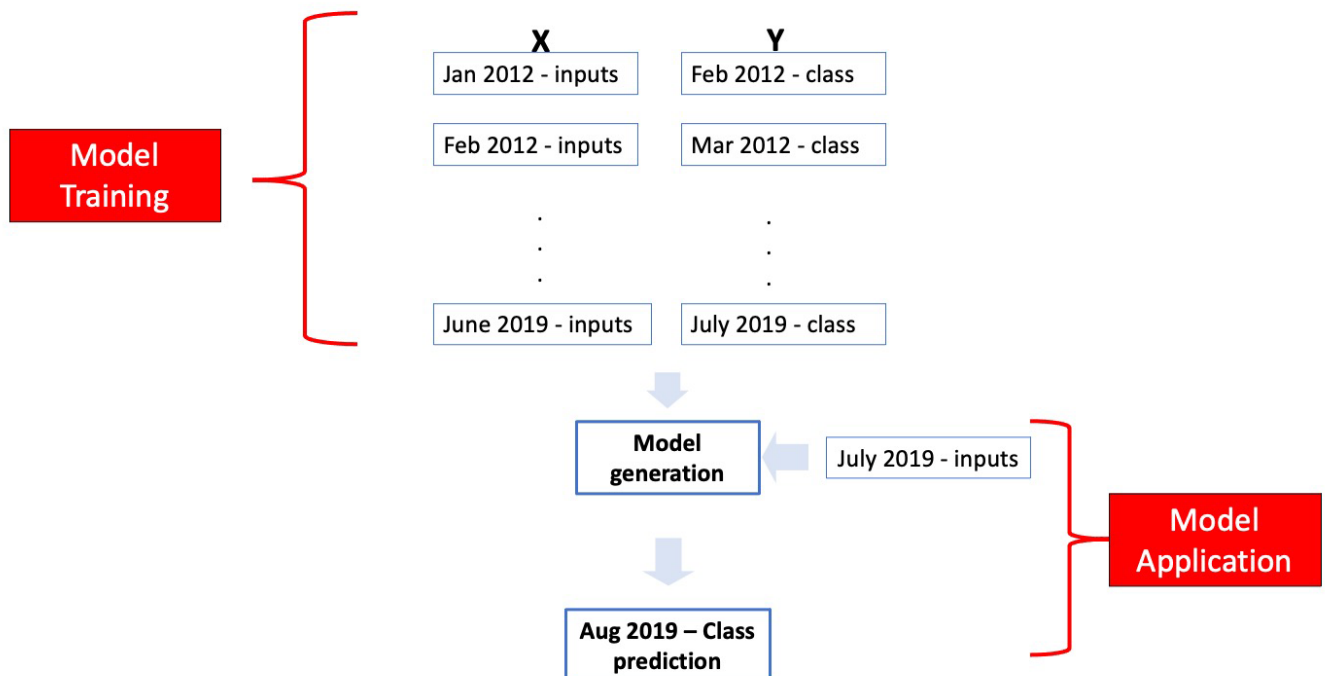 X Y
Jan 2012 - inputs Feb 2012 - class
Model
Training
Feb 2012 - inputs Mar 2012 - class
. .
. .
. .
June 2019 - inputs July 2019 - class
Model
generation
July 2019 - inputs
Model
Application
Aug 2019 – Class
prediction